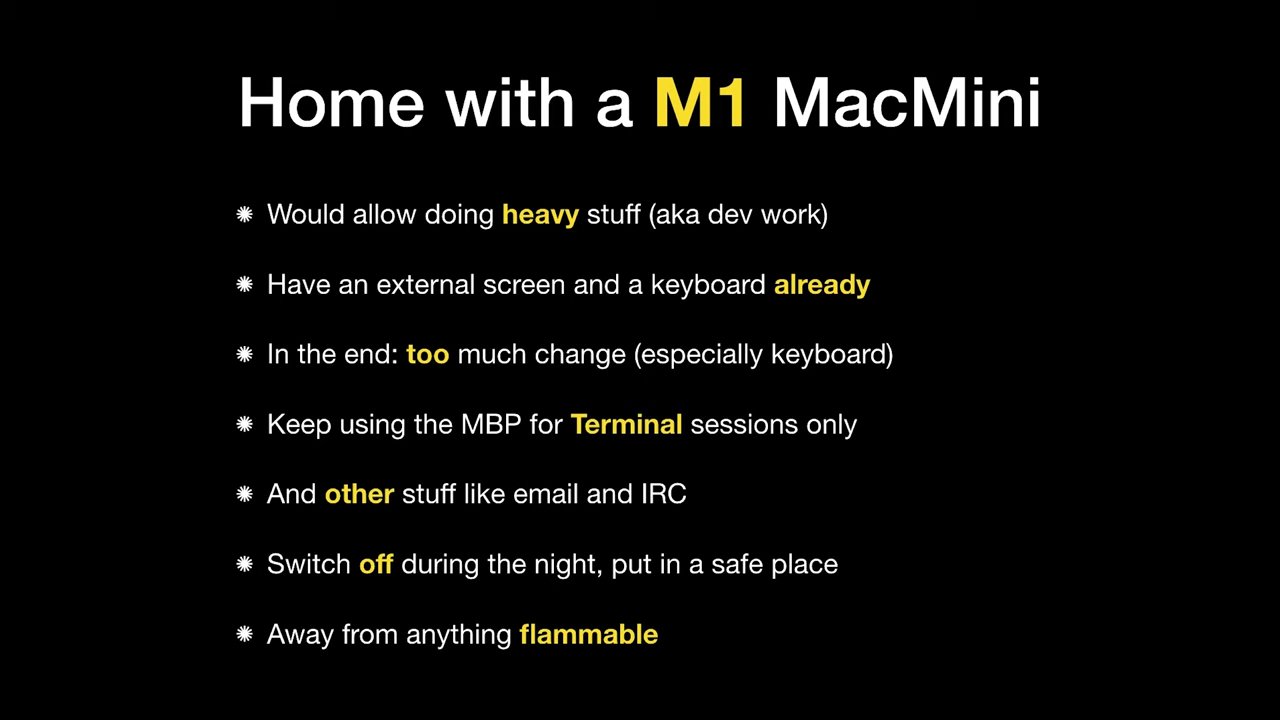 Home with a M1 MacMini
✺ Would allow doing heavy stuff (aka dev work)
✺ Have an external screen and a keyboard already
✺ In the end: too much change (especially keyboard)
✺ Keep using the MBP for Terminal sessions only
✺ And other stuff like email and IRC
✺ Switch off during the night, put in a safe place
✺ Away from anything flammable